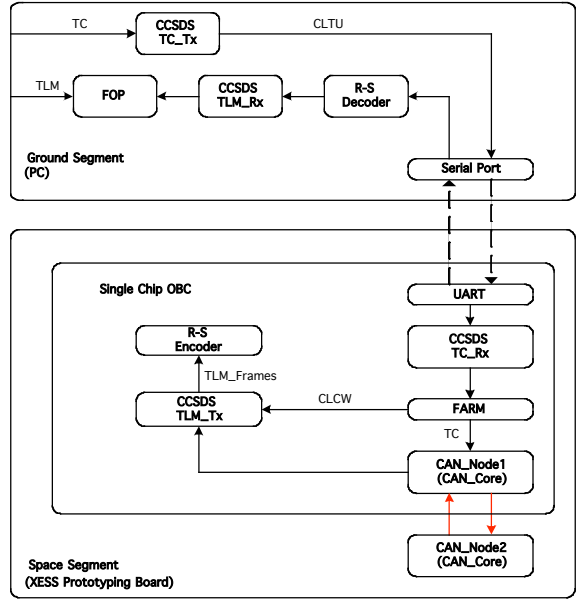 TC
CCSDS
TC_Tx
CLTU
TLM
FOP
CCSDS
TLM_Rx
R-S
Decoder
Ground Segment
(PC)
Serial Port
Single Chip OBC
UART
R-S
Encoder
CCSDS
TC_Rx
TLM_Frames
CCSDS
TLM_Tx
CLCW
FARM
TC
CAN_Node1
(CAN_Core)
CAN_Node2
(CAN_Core)
Space Segment
(XESS Prototyping Board)